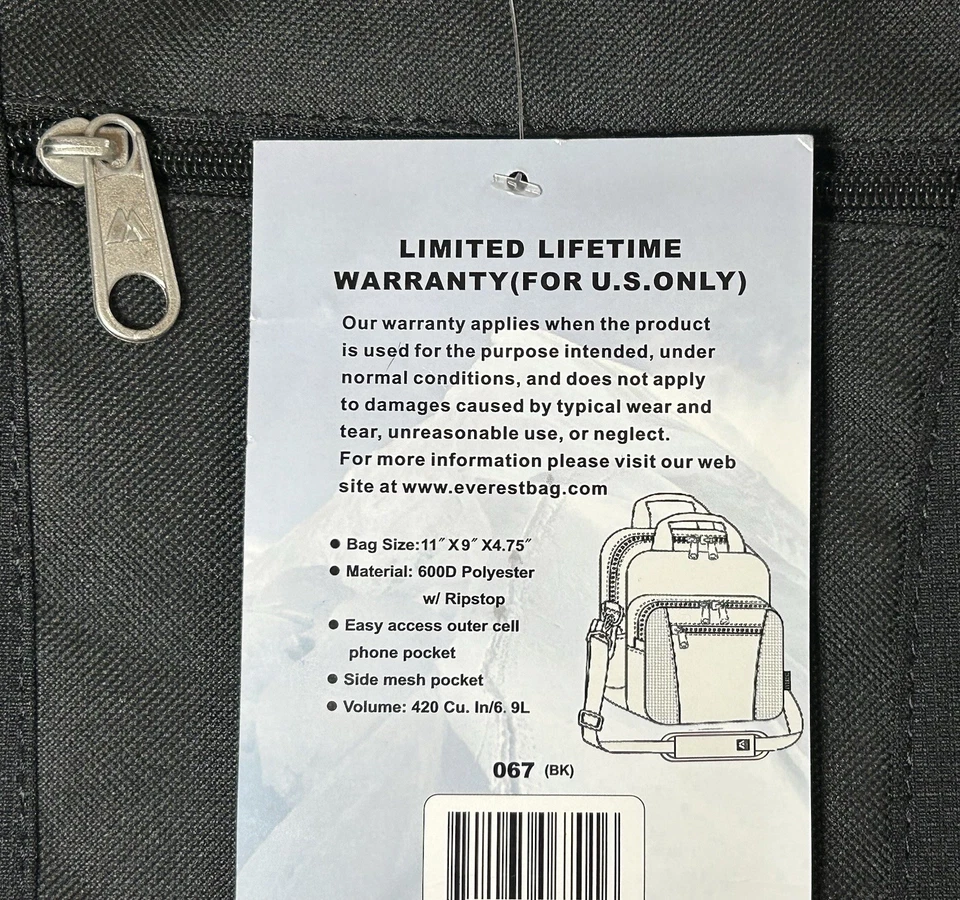 LIMITED LIFETIME
WARRANTY(FOR U.S.ONLY)
Our warranty applies when the product
is used for the purpose intended, under
normal conditions, and does not apply
to damages caused by typical wear and
tear, unreasonable use, or neglect.
For more information please visit our web
site at www.everestbag.com
● Bag Size:11″X9″X4.75″
● Material: 600D Polyester
w/ Ripstop
● Easy access outer cell
phone pocket
● Side mesh pocket
● Volume: 420 Cu. In/6. 9L
067 (BK)